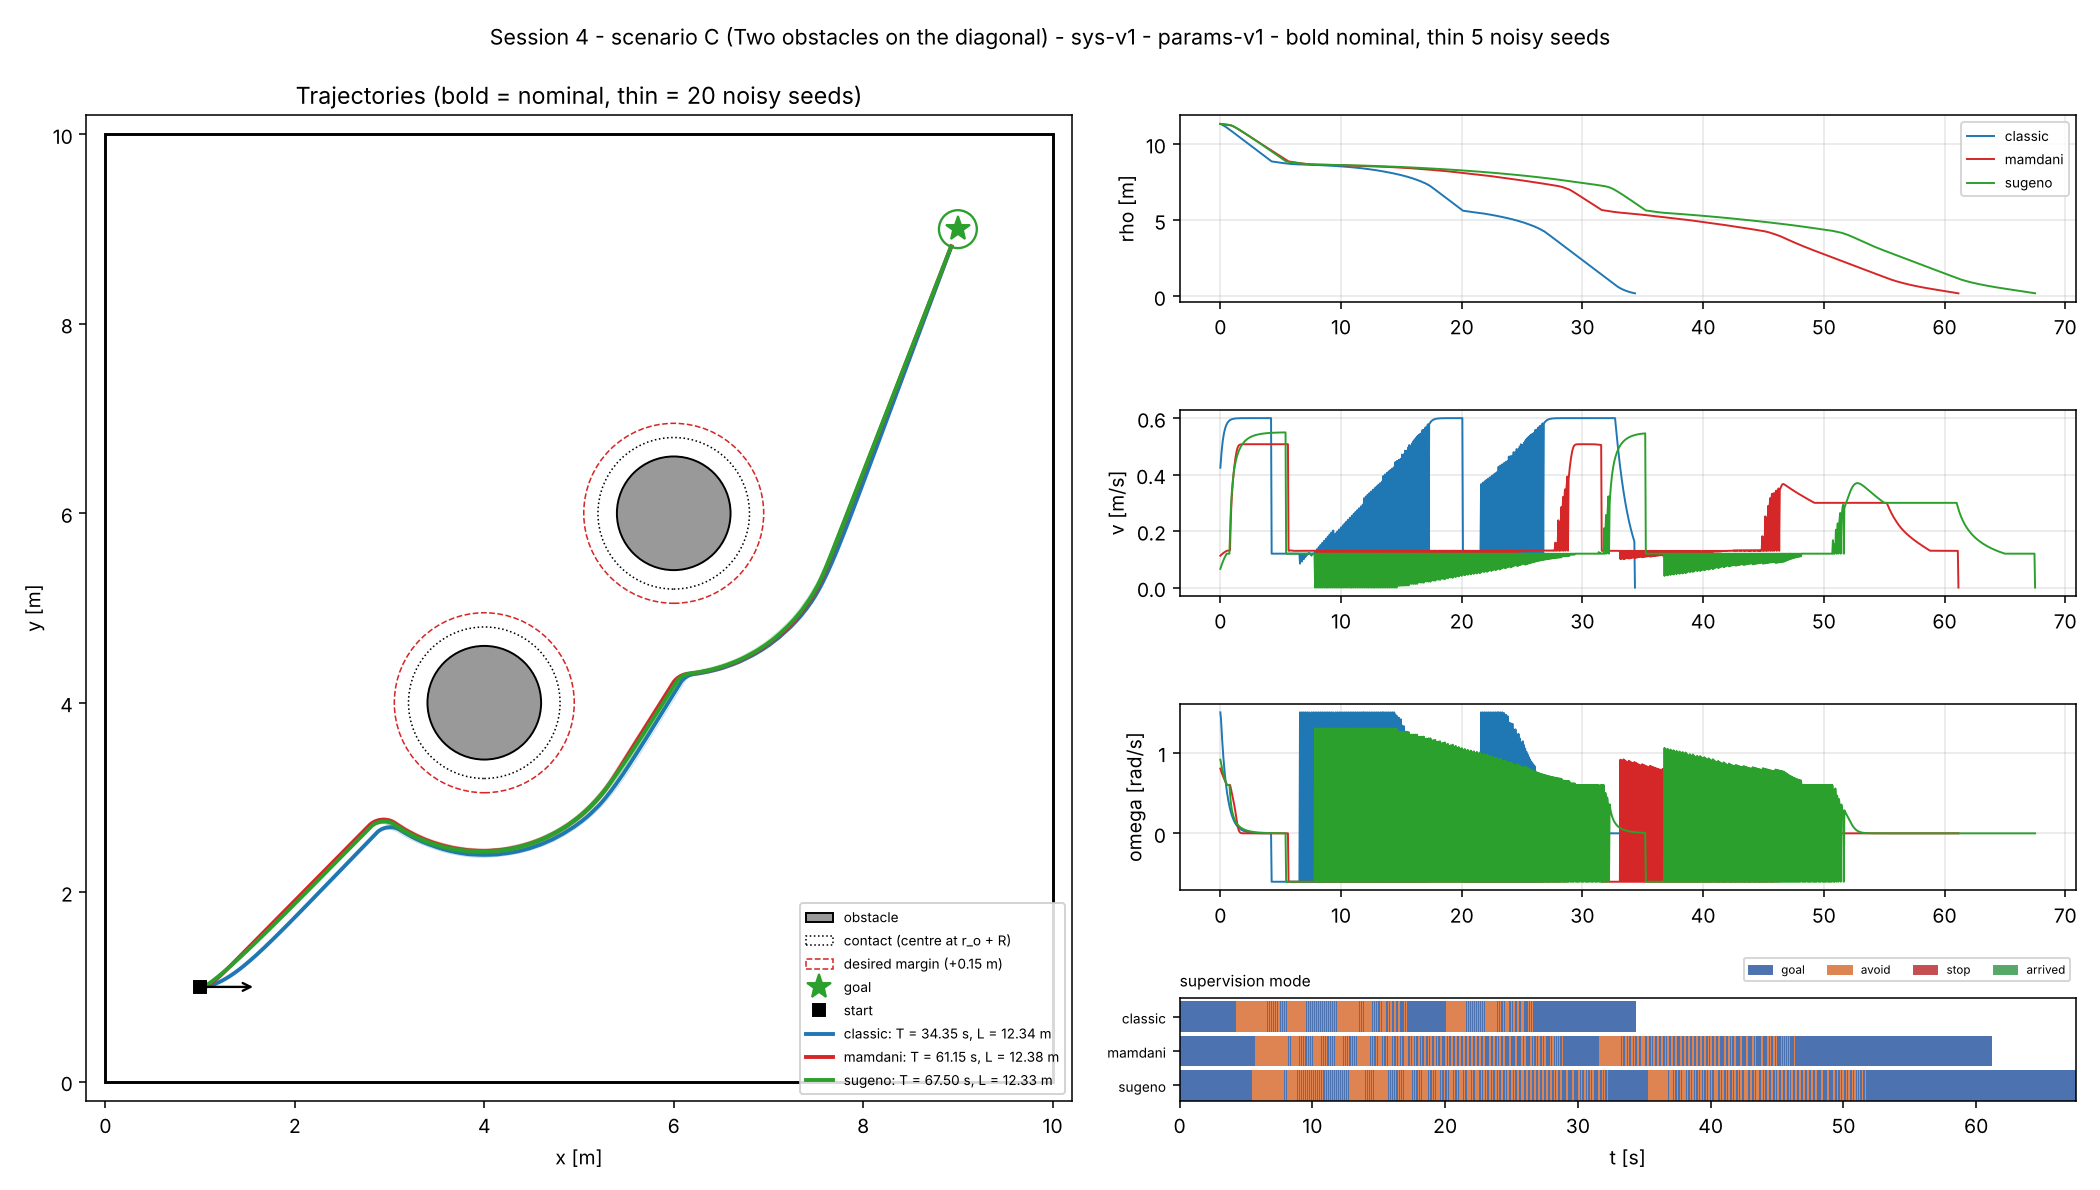 Session 4 - scenario C (Two obstacles on the diagonal) - sys-v1 - params-v1 - bold nominal, thin 5 noisy seeds
Trajectories (bold = nominal, thin = 20 noisy seeds)
y [m]
10
8
6
4
2
0
0 2 4 6 8 10
x [m]
obstacle
contact (centre at r_o + R)
desired margin (+0.15 m)
goal
start
classic: T = 34.35 s, L = 12.34 m
mamdani: T = 61.15 s, L = 12.38 m
sugeno: T = 67.50 s, L = 12.33 m
rho [m]
10
5
0
classic
mamdani
sugeno
0 10 20 30 40 50 60 70
v [m/s]
0.6
0.4
0.2
0.0
0 10 20 30 40 50 60 70
omega [rad/s]
1
0
0 10 20 30 40 50 60 70
supervision mode
goal avoid stop arrived
classic
mamdani
sugeno
0 10 20 30 40 50 60
t [s]